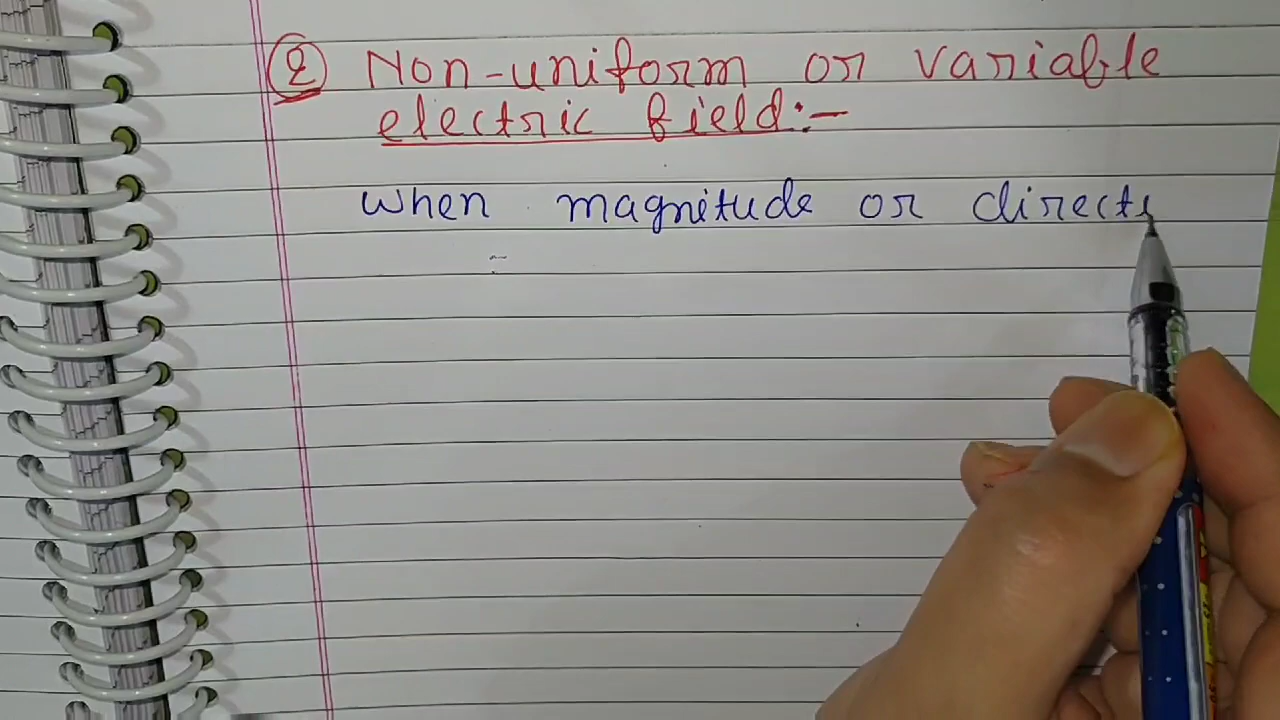 ② Non-uniform or variable
electric field:-
when magnitude or directi